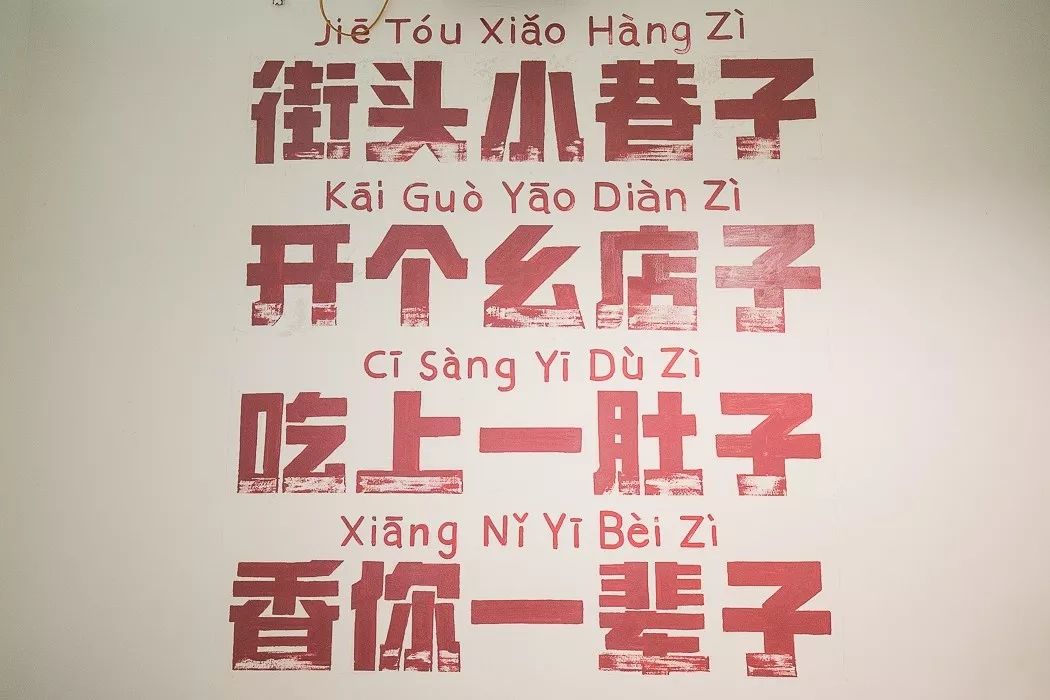 Jiē Tóu Xiǎo Hàng Zì
街头小巷子
Kāi Guò Yāo Diàn Zì
开个幺店子
Cī Sàng Yī Dù Zì
吃上一肚子
Xiāng Nǐ Yī Bèi Zì
香你一辈子